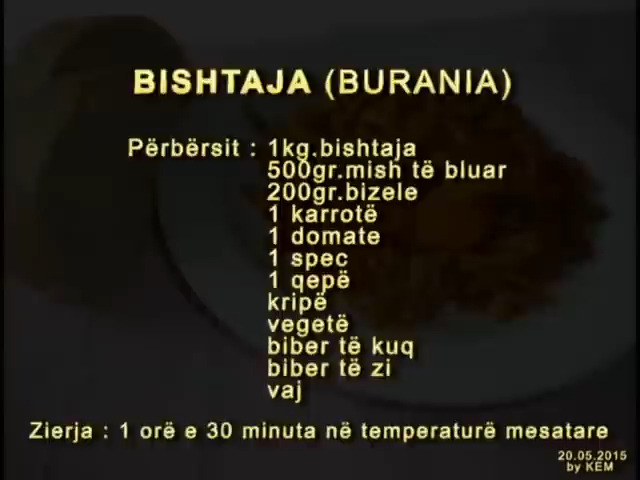 BISHTAJA (BURANIA)
Përbërsit : 1kg.bishtaja
500gr.mish të bluar
200gr.bizele
1 karrotë
1 domate
1 spec
1 qepë
kripë
vegetë
biber të kuq
biber të zi
vaj
Zierja : 1 orë e 30 minuta në temperaturë mesatare
20.05.2015
by KEM